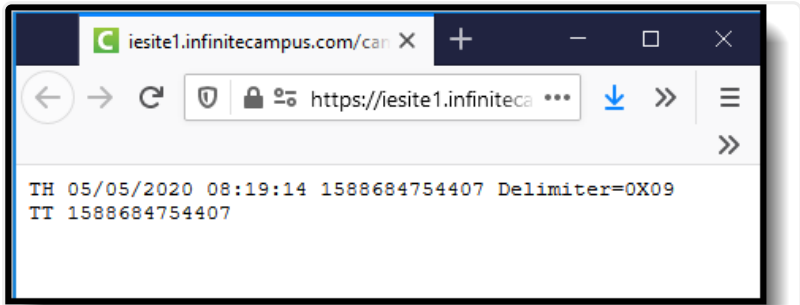 iesite1.infinitecampus.com/can
https://iesite1.infiniteca
TH 05/05/2020 08:19:14 1588684754407 Delimiter=0X09
TT 1588684754407